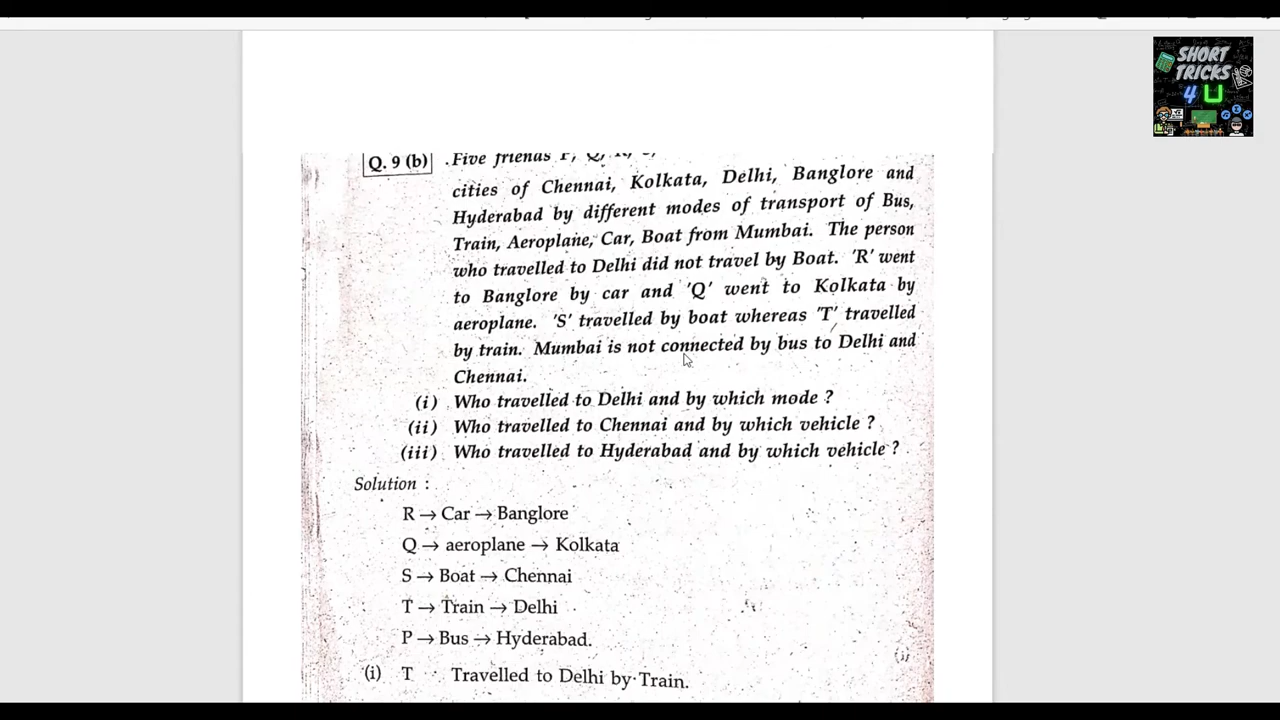 SHORT
TRICKS
4 U
Q. 9 (b) . Five friends P, Q,
cities of Chennai, Kolkata, Delhi, Banglore and
Hyderabad by different modes of transport of Bus,
Train, Aeroplane, Car, Boat from Mumbai. The person
who travelled to Delhi did not travel by Boat. 'R' went
to Banglore by car and 'Q' went to Kolkata by
aeroplane. 'S' travelled by boat whereas 'T' travelled
by train. Mumbai is not connected by bus to Delhi and
Chennai.
(i) Who travelled to Delhi and by which mode ?
(ii) Who travelled to Chennai and by which vehicle ?
(iii) Who travelled to Hyderabad and by which vehicle ?
Solution :
R → Car → Banglore
Q → aeroplane → Kolkata
S → Boat → Chennai
T → Train → Delhi
P → Bus → Hyderabad.
(i) T Travelled to Delhi by Train.